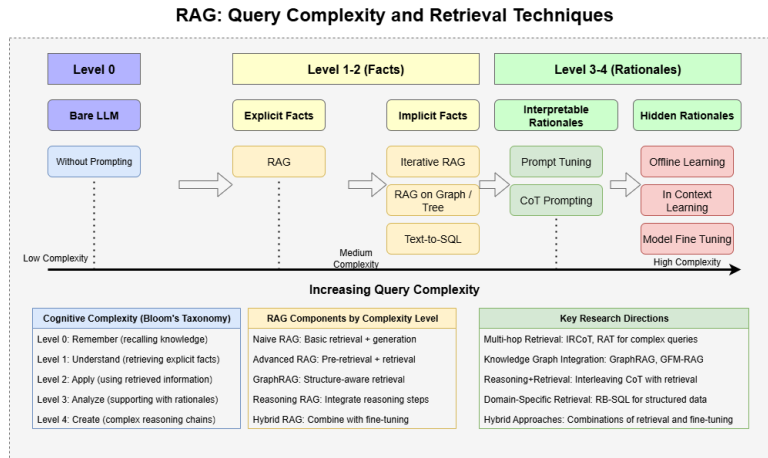 RAG: Query Complexity and Retrieval Techniques
Level 0
Level 1-2 (Facts)
Level 3-4 (Rationales)
Bare LLM
Explicit Facts
Implicit Facts
Interpretable
Rationales
Hidden Rationales
Without Prompting
RAG
Iterative RAG
Prompt Tuning
Offline Learning
RAG on Graph /
Tree
CoT Prompting
In Context
Learning
Text-to-SQL
Model Fine Tuning
Low Complexity
Medium
Complexity
High Complexity
Increasing Query Complexity
Cognitive Complexity (Bloom's Taxonomy)
Level 0: Remember (recalling knowledge)
Level 1: Understand (retrieving explicit facts)
Level 2: Apply (using retrieved information)
Level 3: Analyze (supporting with rationales)
Level 4: Create (complex reasoning chains)
RAG Components by Complexity Level
Naive RAG: Basic retrieval + generation
Advanced RAG: Pre-retrieval + retrieval
GraphRAG: Structure-aware retrieval
Reasoning RAG: Integrate reasoning steps
Hybrid RAG: Combine with fine-tuning
Key Research Directions
Multi-hop Retrieval: IRCoT, RAT for complex queries
Knowledge Graph Integration: GraphRAG, GFM-RAG
Reasoning+Retrieval: Interleaving CoT with retrieval
Domain-Specific Retrieval: RB-SQL for structured data
Hybrid Approaches: Combinations of retrieval and fine-tuning